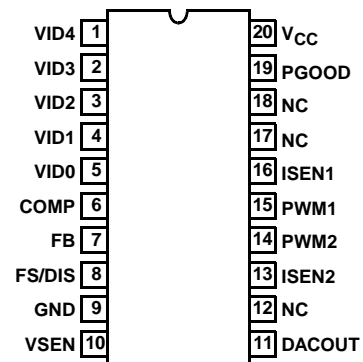 VID4 1 20 VCC
VID3 2 19 PGOOD
VID2 3 18 NC
VID1 4 17 NC
VID0 5 16 ISEN1
COMP 6 15 PWM1
FB 7 14 PWM2
FS/DIS 8 13 ISEN2
GND 9 12 NC
VSEN 10 11 DACOUT